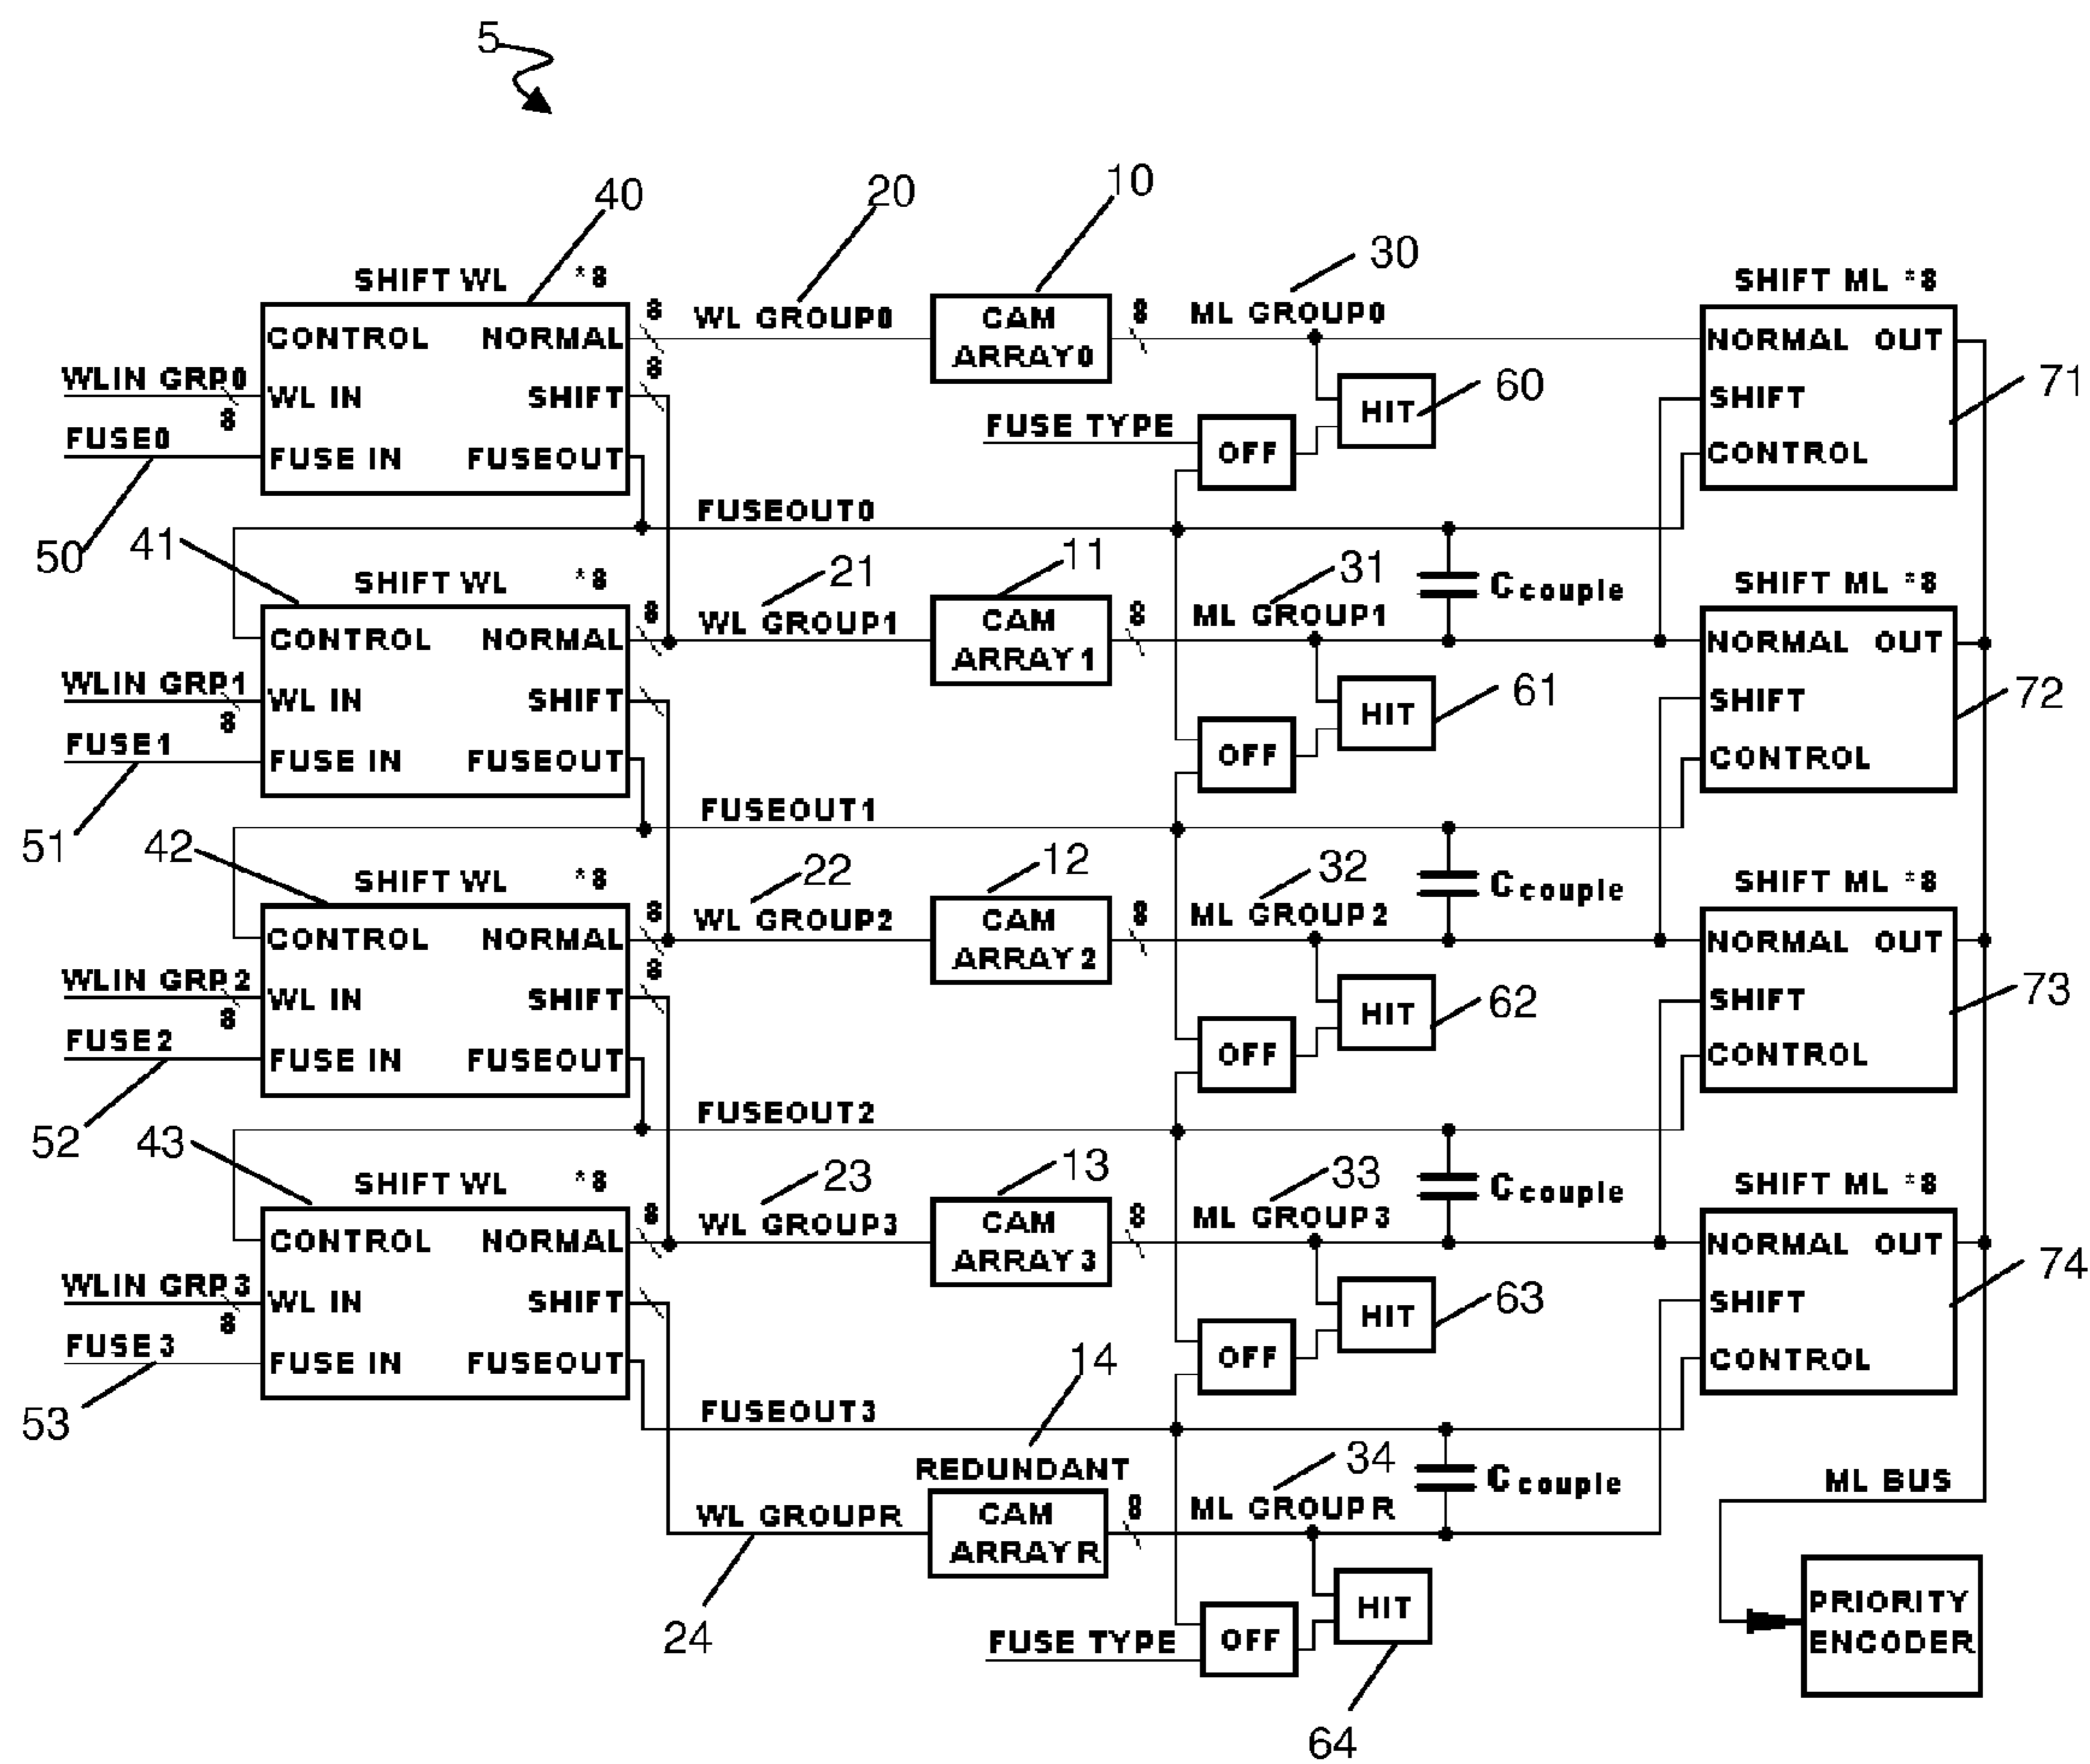 5
40
20
10
30
SHIFT WL *8
CONTROL NORMAL
WL IN SHIFT
FUSE IN FUSEOUT
WLIN GRP0
8
FUSE0
50
8
8
WL GROUP0
CAM
ARRAY0
8
ML GROUP0
FUSE TYPE
OFF
HIT
60
SHIFT ML *8
NORMAL OUT
SHIFT
CONTROL
71
FUSEOUT0
41
SHIFT WL *8
CONTROL NORMAL
WL IN SHIFT
FUSE IN FUSEOUT
WLIN GRP1
8
FUSE1
51
8
21
WL GROUP1
11
CAM
ARRAY1
8
31
ML GROUP1
Ccouple
OFF
HIT
61
SHIFT ML *8
NORMAL OUT
SHIFT
CONTROL
72
FUSEOUT1
42
SHIFT WL *8
CONTROL NORMAL
WL IN SHIFT
FUSE IN FUSEOUT
WLIN GRP2
8
FUSE2
52
8
8
22
WL GROUP2
12
CAM
ARRAY2
8
32
ML GROUP2
Ccouple
OFF
HIT
62
SHIFT ML *8
NORMAL OUT
SHIFT
CONTROL
73
FUSEOUT2
43
SHIFT WL *8
CONTROL NORMAL
WL IN SHIFT
FUSE IN FUSEOUT
WLIN GRP3
8
FUSE3
53
8
23
WL GROUP3
13
CAM
ARRAY3
8
33
ML GROUP3
Ccouple
OFF
HIT
63
SHIFT ML *8
NORMAL OUT
SHIFT
CONTROL
74
FUSEOUT3
14
REDUNDANT
CAM
ARRAYR
WL GROUPR
24
8
34
ML GROUPR
Ccouple
FUSE TYPE
OFF
HIT
64
ML BUS
PRIORITY
ENCODER